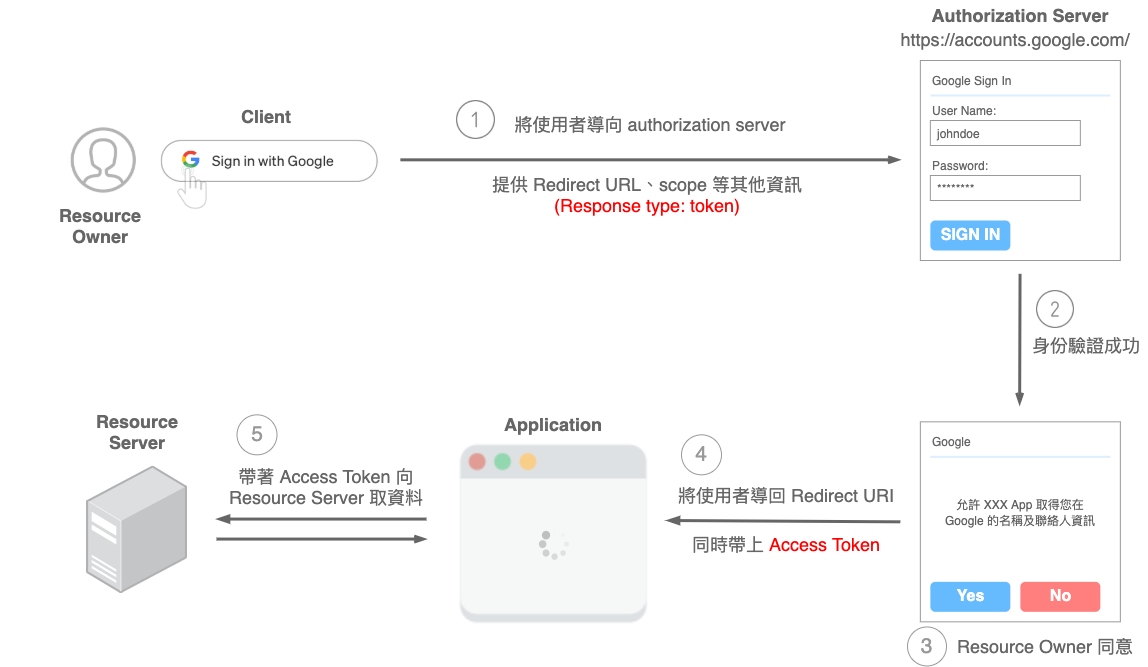 Authorization Server
https://accounts.google.com/
Client
Sign in with Google
Resource
Owner
1
將使用者導向 authorization server
提供 Redirect URL、scope 等其他資訊
(Response type: token)
Google Sign In
User Name:
johndoe
Password:
********
SIGN IN
2
身份驗證成功
Google
允許 XXX App 取得您在
Google 的名稱及聯絡人資訊
Yes
No
3
Resource Owner 同意
4
將使用者導回 Redirect URI
同時帶上 Access Token
Application
5
帶著 Access Token 向
Resource Server 取資料
Resource
Server